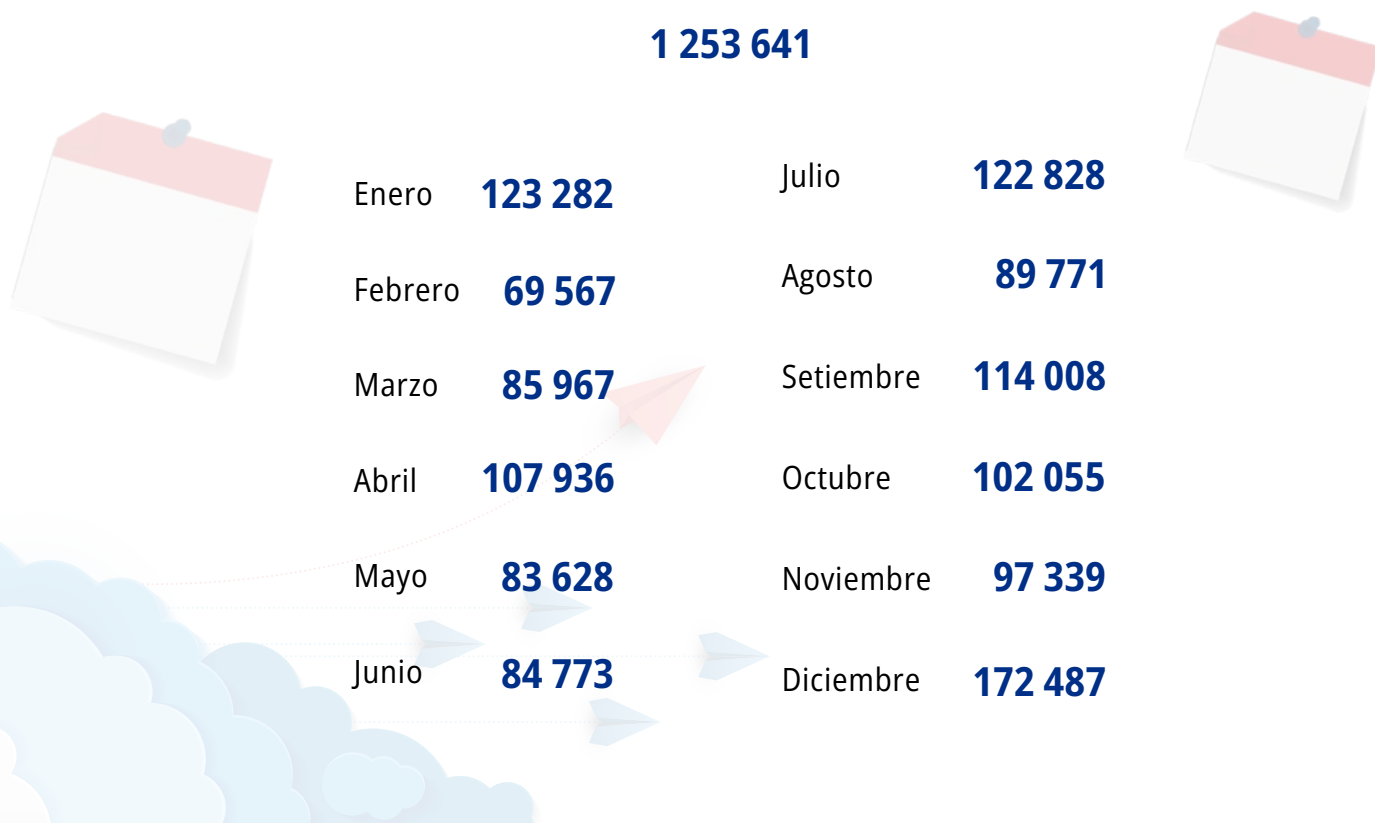 1 253 641
Enero 123 282
Febrero 69 567
Marzo 85 967
Abril 107 936
Mayo 83 628
Junio 84 773
Julio 122 828
Agosto 89 771
Setiembre 114 008
Octubre 102 055
Noviembre 97 339
Diciembre 172 487